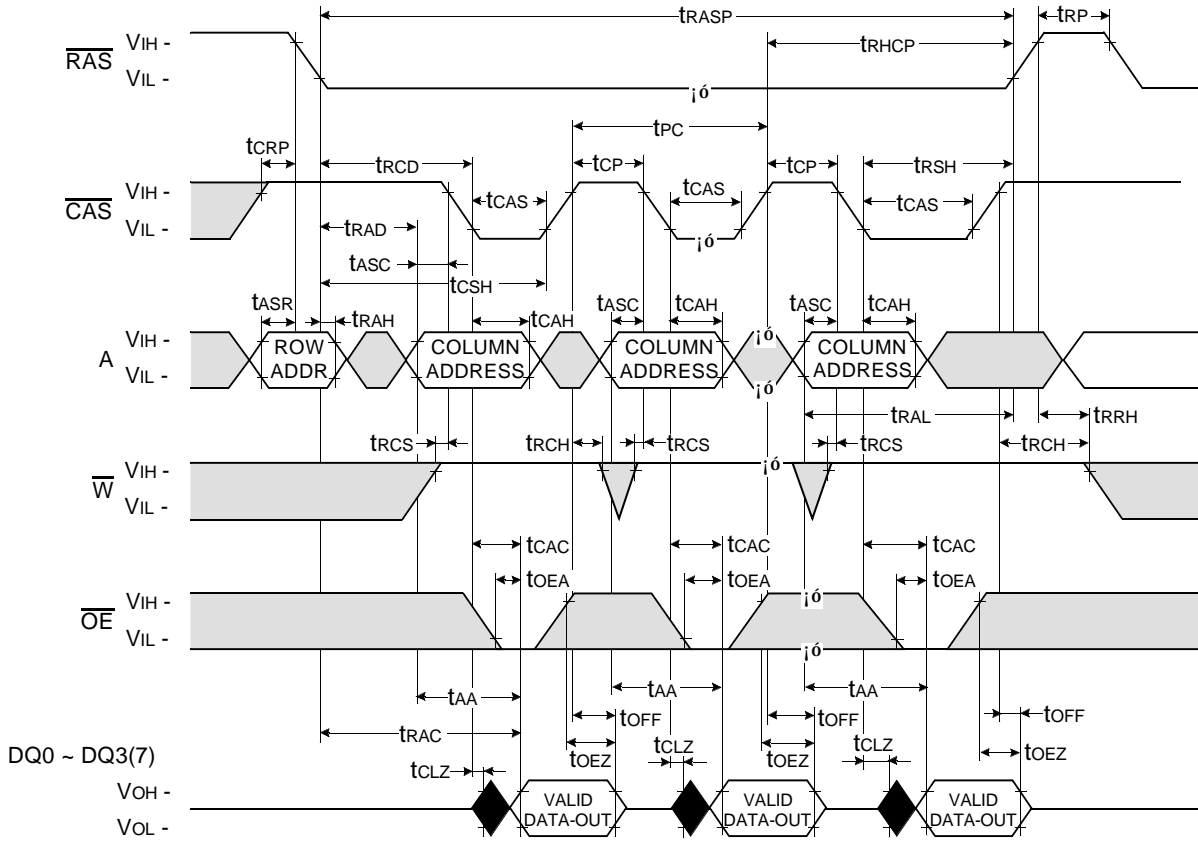 tRASP
tRP
tRHCP
RAS
VIH -
VIL -
¡ó
tPC
tCRP
tRCD
tCP
tCP
tRSH
CAS
VIH -
VIL -
tCAS
tCAS
tCAS
¡ó
tRAD
tASC
tCSH
tASR
tRAH
tCAH
tASC
tCAH
tASC
tCAH
A
VIH -
VIL -
ROW
ADDR
COLUMN
ADDRESS
COLUMN
ADDRESS
¡ó
¡ó
COLUMN
ADDRESS
tRAL
tRRH
tRCS
tRCH
tRCS
tRCS
tRCH
W
VIH -
VIL -
¡ó
tCAC
tCAC
tCAC
tOEA
tOEA
tOEA
OE
VIH -
VIL -
¡ó
¡ó
tAA
tAA
tAA
tOFF
tOFF
tOFF
tRAC
tOEZ
tOEZ
tOEZ
DQ0 ~ DQ3(7)
tCLZ
tCLZ
tCLZ
VOH -
VOL -
VALID
DATA-OUT
VALID
DATA-OUT
VALID
DATA-OUT